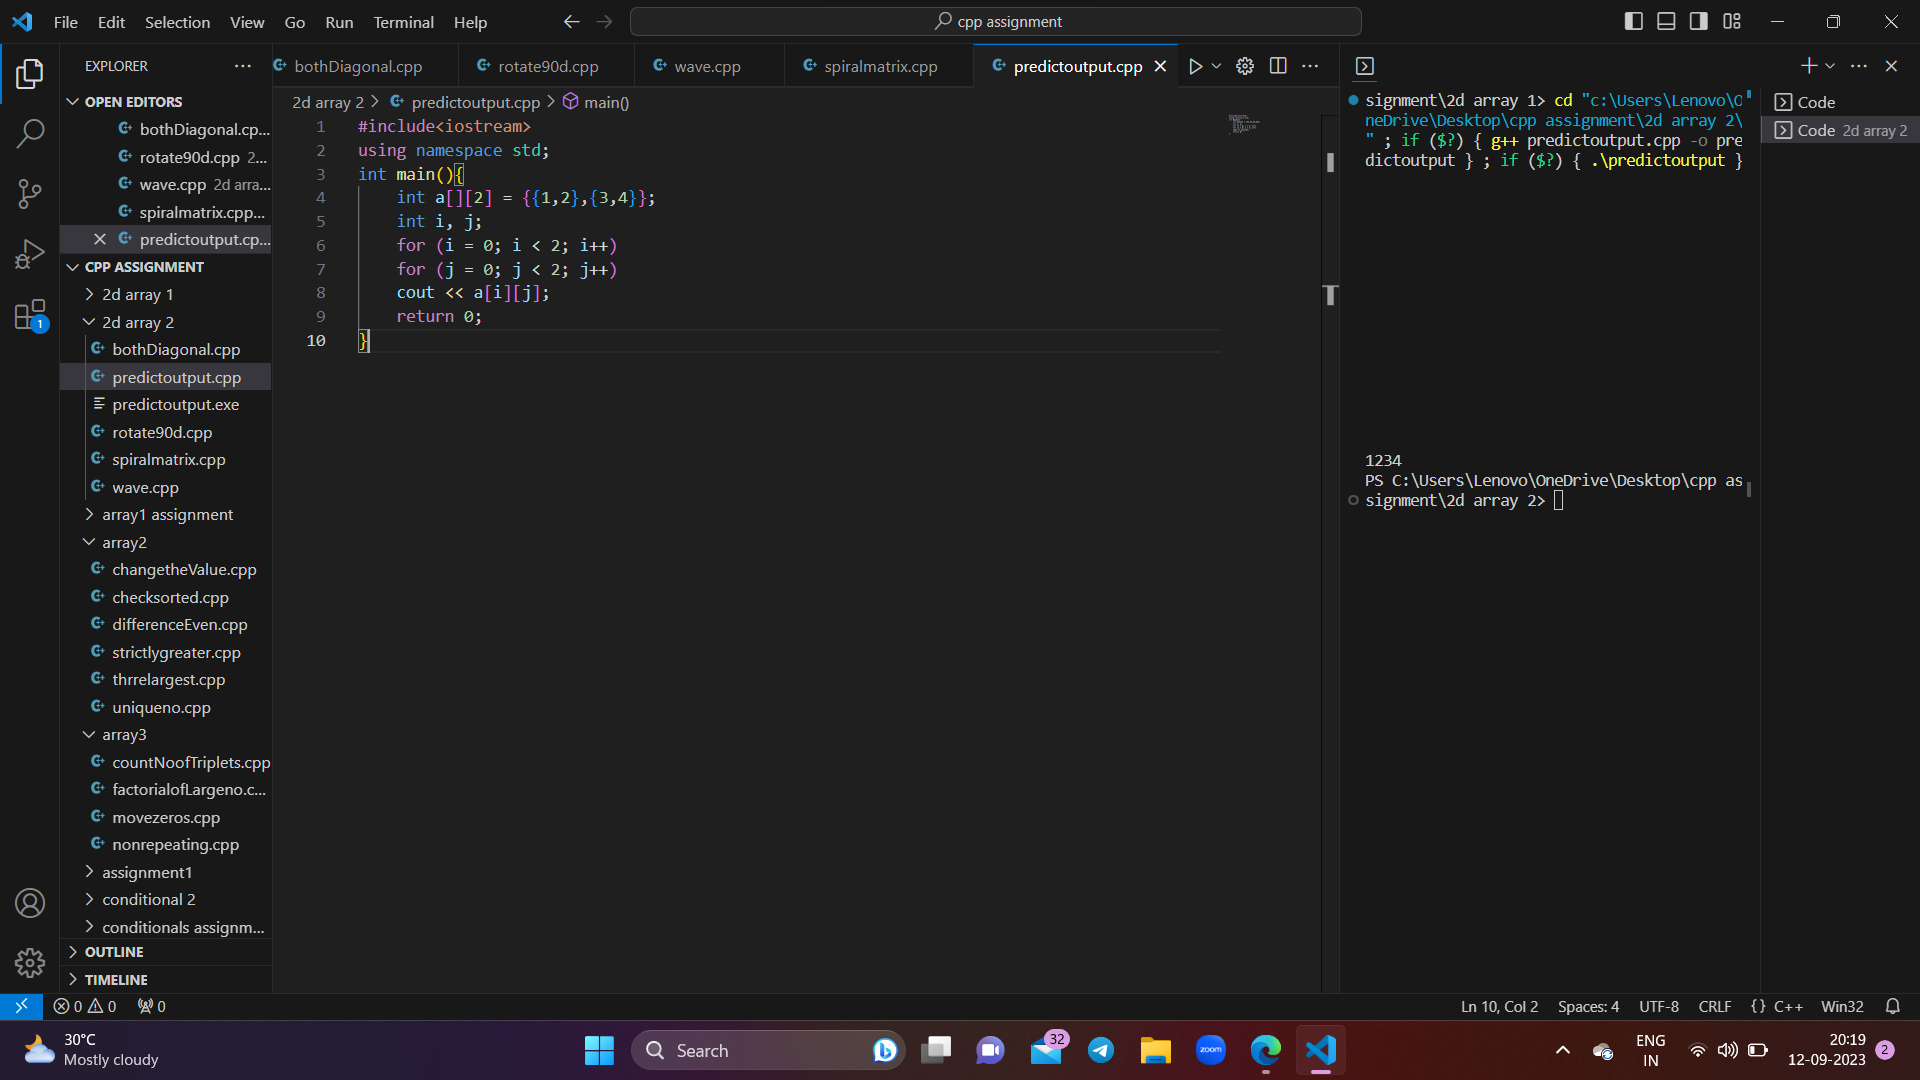 File Edit Selection View Go Run Terminal Help
cpp assignment
EXPLORER
OPEN EDITORS
bothDiagonal.cp...
rotate90d.cpp 2...
wave.cpp 2d arra...
spiralmatrix.cpp...
predictoutput.cp...
CPP ASSIGNMENT
2d array 1
2d array 2
bothDiagonal.cpp
predictoutput.cpp
predictoutput.exe
rotate90d.cpp
spiralmatrix.cpp
wave.cpp
array1 assignment
array2
changetheValue.cpp
checksorted.cpp
differenceEven.cpp
strictlygreater.cpp
thrrelargest.cpp
uniqueno.cpp
array3
countNoofTriplets.cpp
factorialofLargeno.c...
movezeros.cpp
nonrepeating.cpp
assignment1
conditional 2
conditionals assignm...
OUTLINE
TIMELINE
1
bothDiagonal.cpp rotate90d.cpp wave.cpp spiralmatrix.cpp predictoutput.cpp
2d array 2 > predictoutput.cpp > main()
1 #include<iostream>
2 using namespace std;
3 int main(){
4 int a[][2] = {{1,2},{3,4}};
5 int i, j;
6 for (i = 0; i < 2; i++)
7 for (j = 0; j < 2; j++)
8 cout << a[i][j];
9 return 0;
10 }
signment\2d array 1> cd "c:\Users\Lenovo\O
neDrive\Desktop\cpp assignment\2d array 2\
" ; if ($?) { g++ predictoutput.cpp -o pre
dictoutput } ; if ($?) { .\predictoutput }
1234
PS C:\Users\Lenovo\OneDrive\Desktop\cpp as
signment\2d array 2>
Code
Code 2d array 2
0 0 0
Ln 10, Col 2 Spaces: 4 UTF-8 CRLF {} C++ Win32
30°C
Mostly cloudy
Search
32
zoom
ENG
IN
20:19
12-09-2023
2